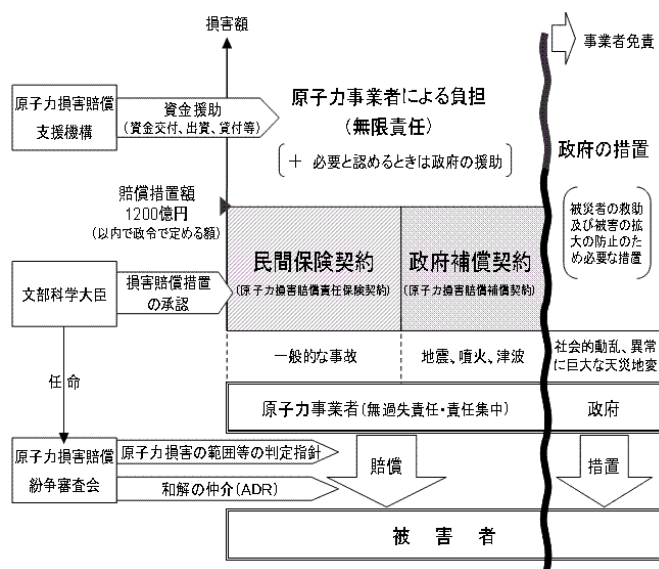 損害額
事業者免責
原子力損害賠償
支援機構
資金援助
(資金交付、出資、貸付等)
原子力事業者による負担
(無限責任)
+ 必要と認めるときは政府の援助
政府の措置
賠償措置額
1200億円
(以内で政令で定める額)
被災者の救助
及び被害の拡
大の防止のた
め必要な措置
民間保険契約
(原子力損害賠償責任保険契約)
政府補償契約
(原子力損害賠償補償契約)
文部科学大臣
損害賠償措置
の承認
一般的な事故
地震、噴火、津波
社会的動乱、異常
に巨大な天災地変
任命
原子力事業者(無過失責任・責任集中)
政府
原子力損害賠償
紛争審査会
原子力損害の範囲等の判定指針
和解の仲介(ADR)
賠償
措置
被害者